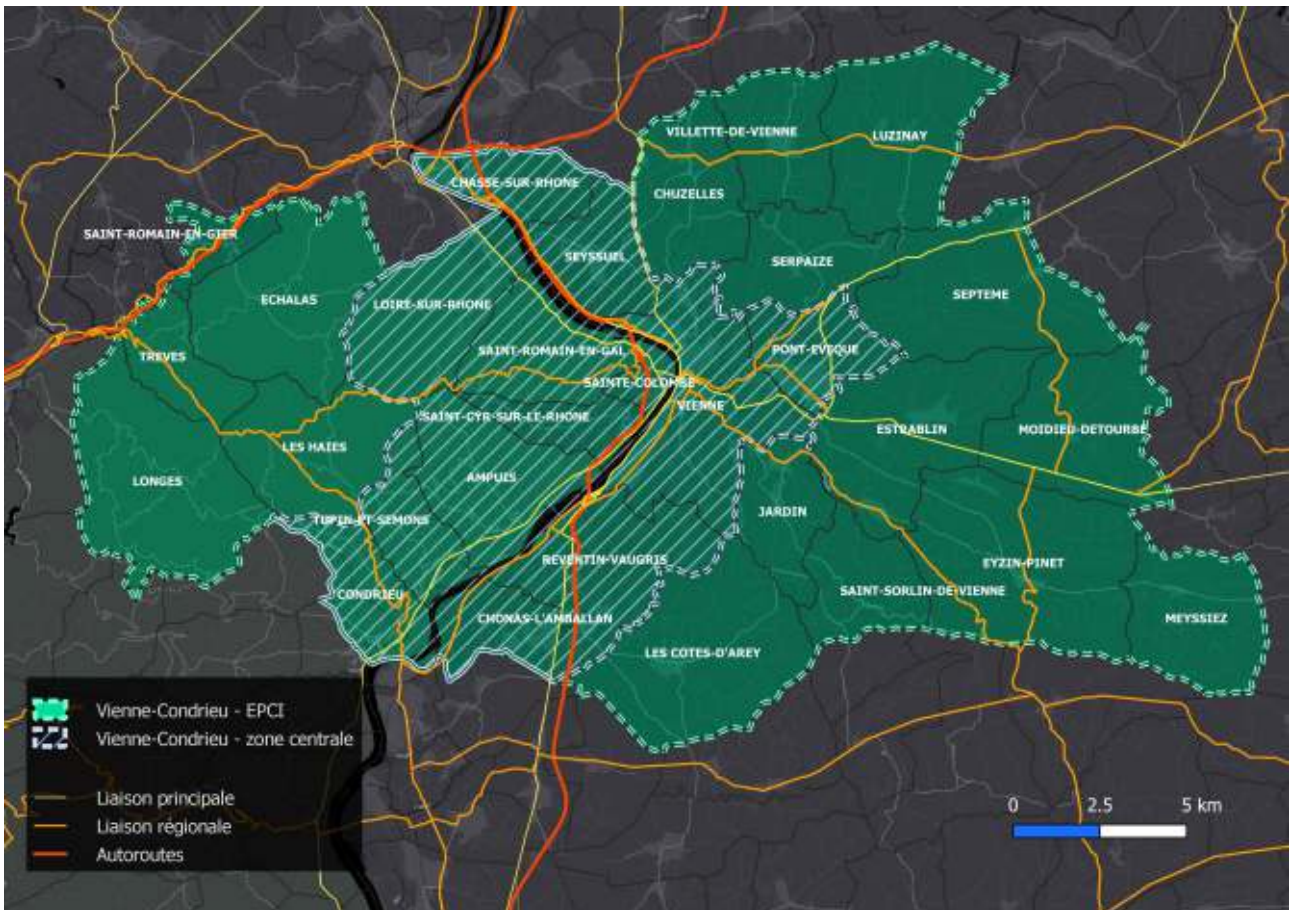 VILLETTE-DE-VIENNE
LUZINAY
CHASSE-SUR-RHONE
CHUZELLES
SAINT-ROMAIN-EN-GIER
SEYSSUEL
SERPAIZE
ECHALAS
LOIRE-SUR-RHONE
SEPTEME
TREVES
SAINT-ROMAIN-EN-GAL
PONT-EVEQUE
SAINTE-COLOMBE
VIENNE
SAINT-CYR-SUR-LE-RHONE
ESTRABLIN
MOIDIEU-DETOURBE
LES HAIES
LONGES
AMPUIS
JARDIN
TUPIN-ET-SEMONS
REVENTIN-VAUGRIS
EYZIN-PINET
CONDRIEU
SAINT-SORLIN-DE-VIENNE
CHONAS-L'AMBALLAN
MEYSSIEZ
LES COTES-D'AREY
Vienne-Condrieu - EPCI
Vienne-Condrieu - zone centrale
Liaison principale
Liaison régionale
Autoroutes
0 2.5 5 km